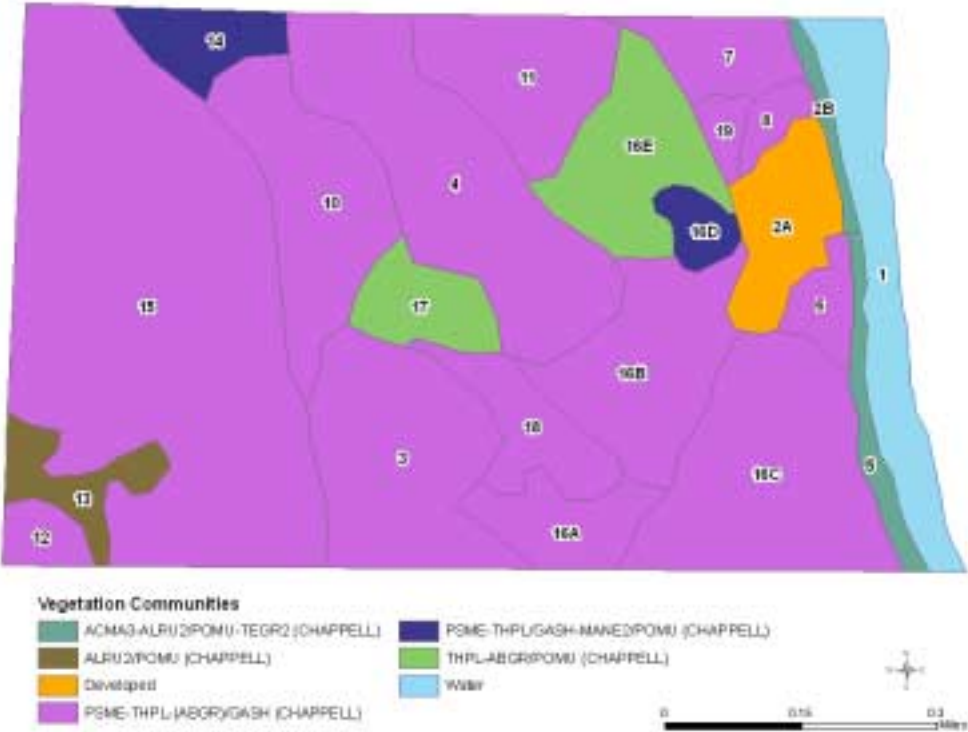 14
7
11
2B
8
19
16E
4
10
16D
2A
1
15
17
6
16B
18
3
5
16C
13
12
16A
Vegetation Communities
ACMA3-ALRU2/POMU-TEGR2 (CHAPPELL)
PSME-THPL/GASH-MANE2/POMU (CHAPPELL)
ALRU2/POMU (CHAPPELL)
THPL-ABGR/POMU (CHAPPELL)
Developed
Water
PSME-THPL-(ABGR)/GASH (CHAPPELL)
0 0.15 0.3
Miles